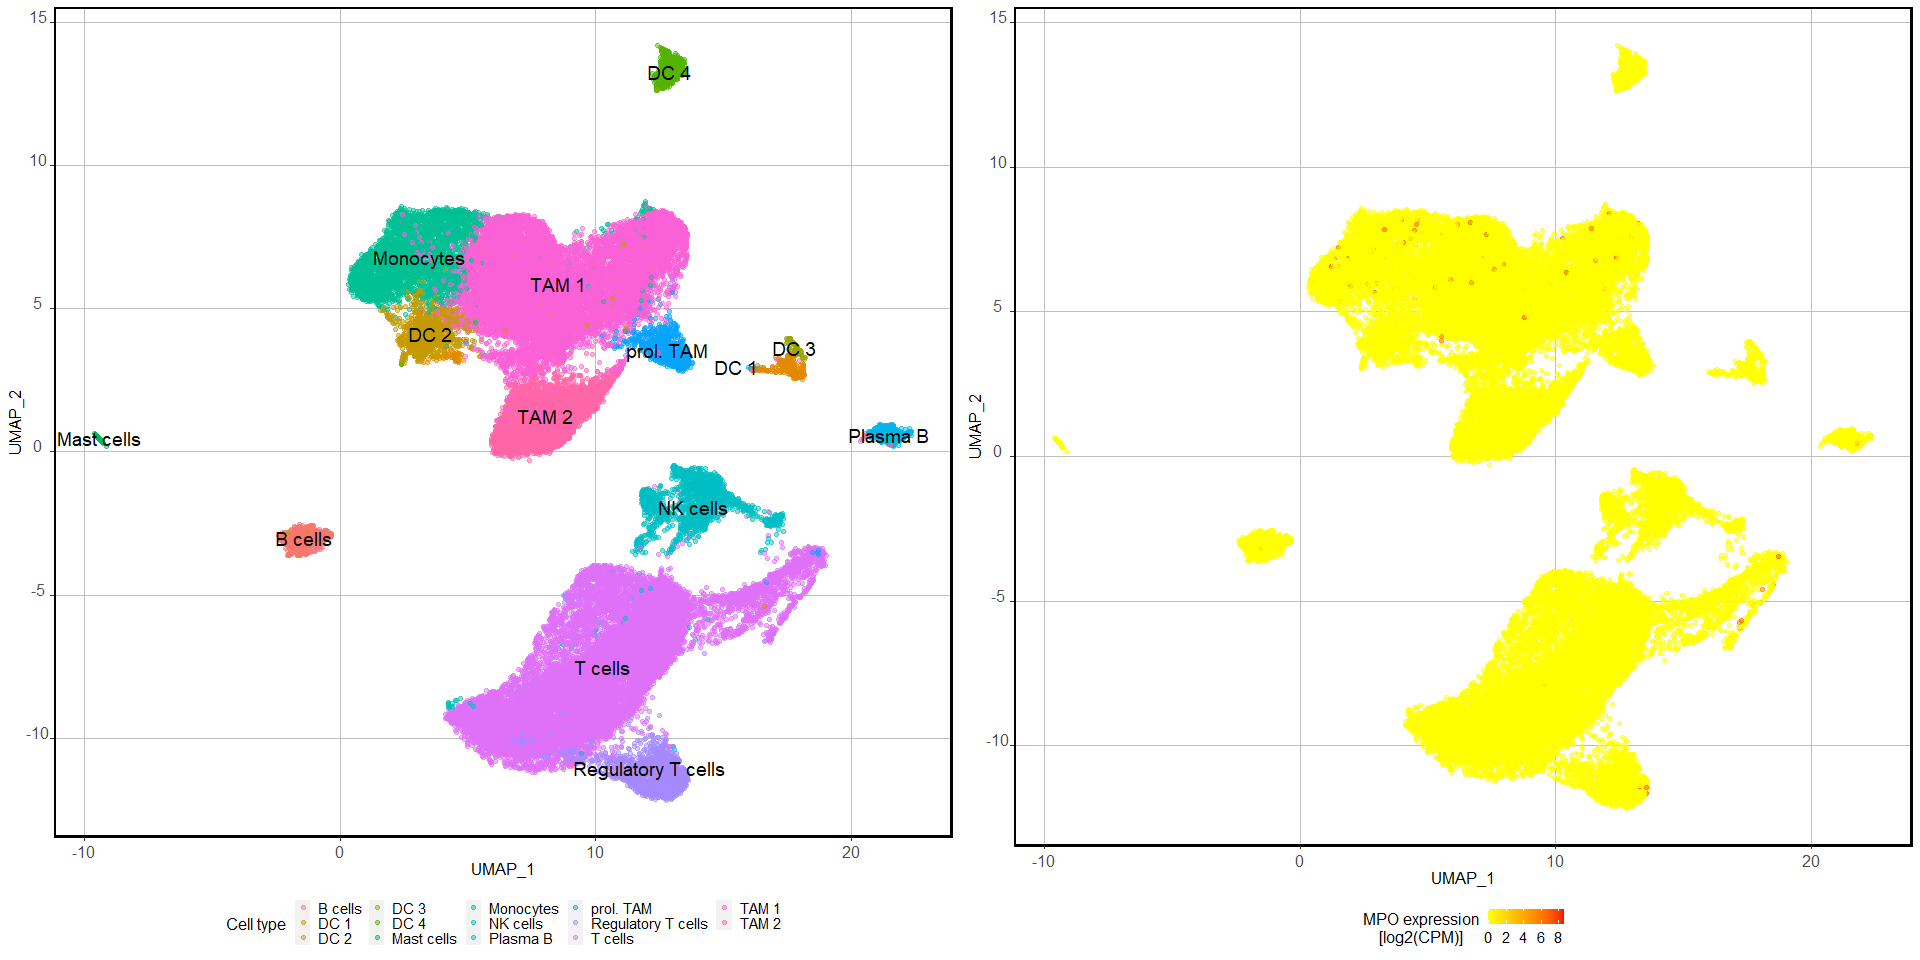 15
10
5
0
-5
-10
UMAP_2
DC 4
Monocytes
TAM 1
DC 2
prol. TAM
DC 3
DC 1
TAM 2
Mast cells
Plasma B
NK cells
B cells
T cells
Regulatory T cells
-10 0 10 20
UMAP_1
Cell type
B cells DC 3 Monocytes prol. TAM TAM 1
DC 1 DC 4 NK cells Regulatory T cells TAM 2
DC 2 Mast cells Plasma B T cells
15
10
5
0
-5
-10
UMAP_2
-10 0 10 20
UMAP_1
MPO expression
[log2(CPM)] 0 2 4 6 8